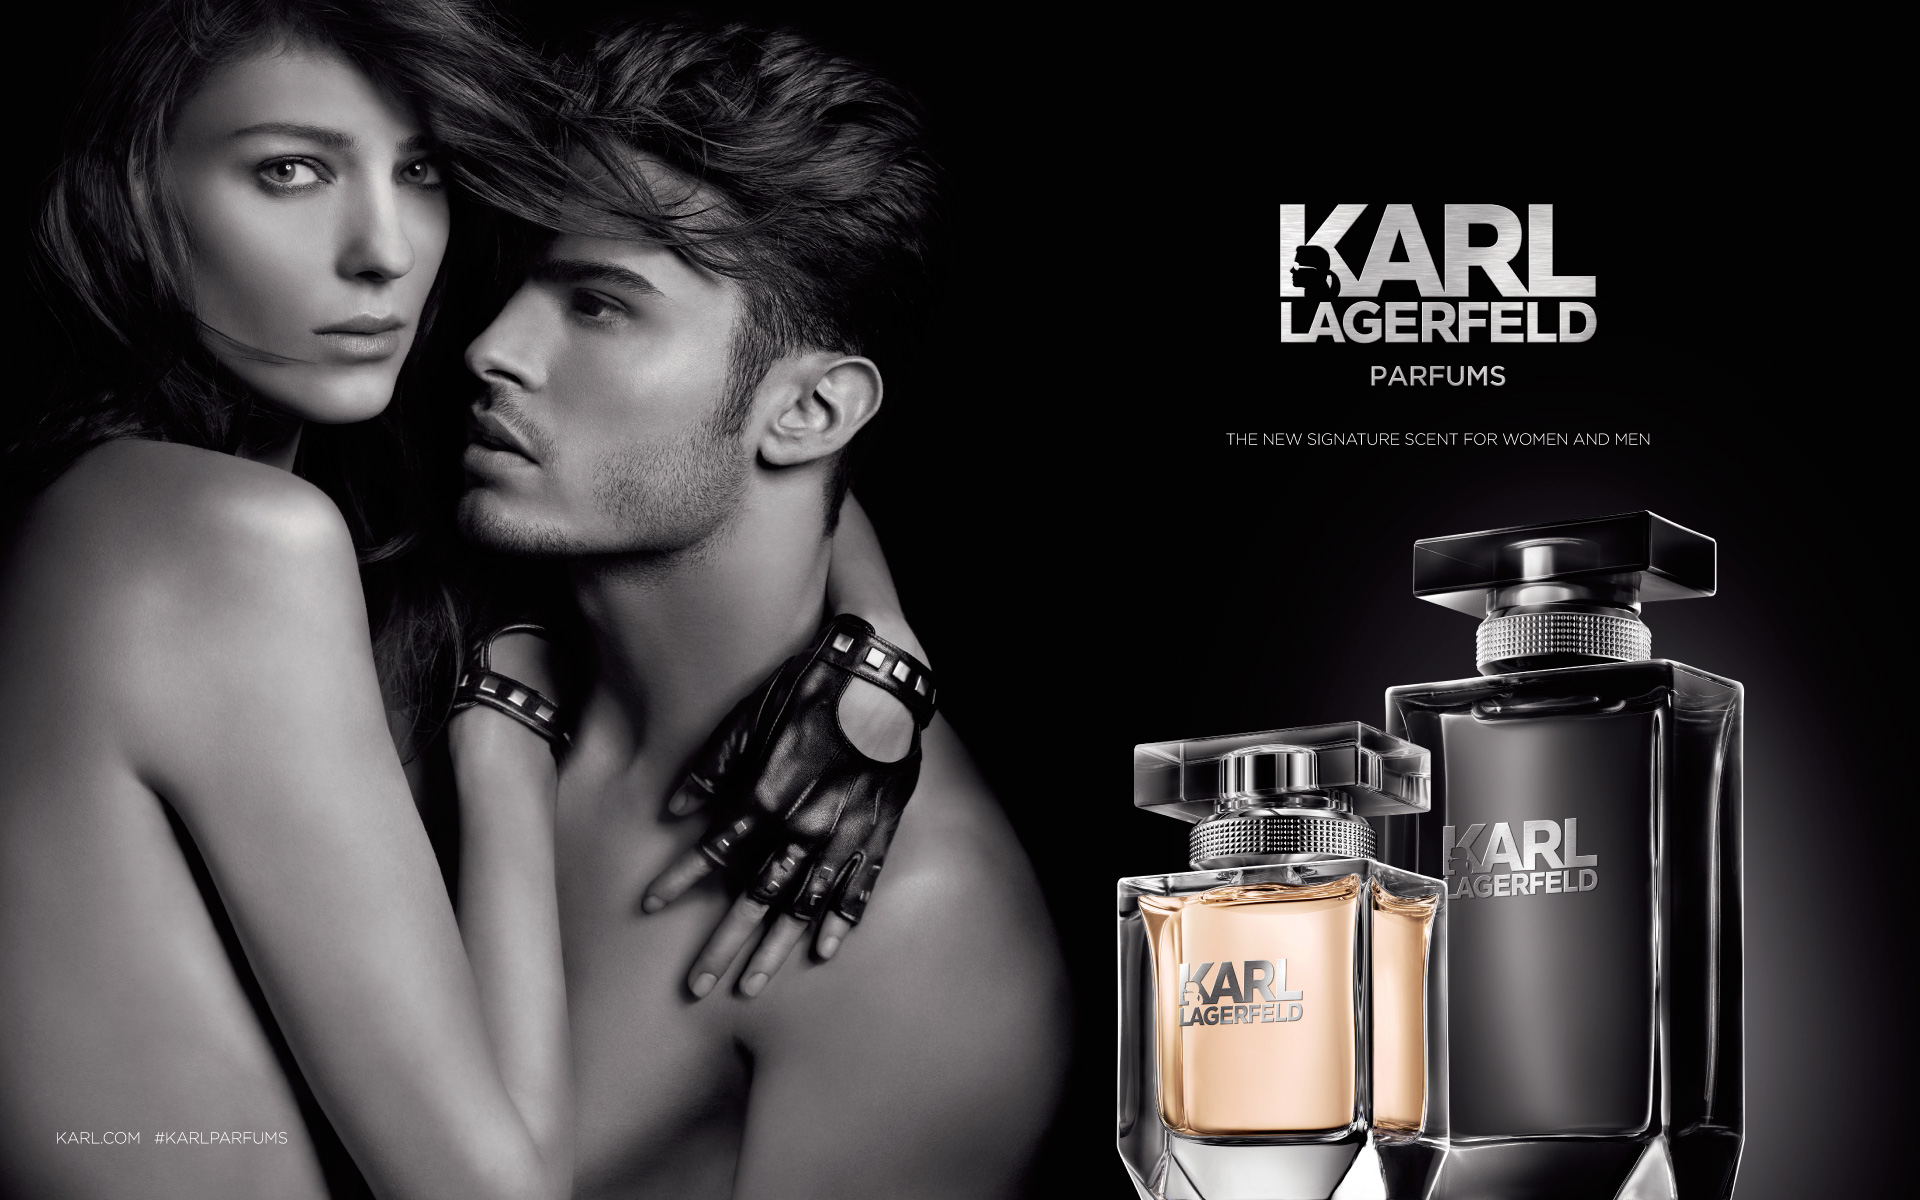 KARL
LAGERFELD
PARFUMS
THE NEW SIGNATURE SCENT FOR WOMEN AND MEN
KARL
LAGERFELD
KARL
LAGERFELD
KARL.COM #KARLPARFUMS